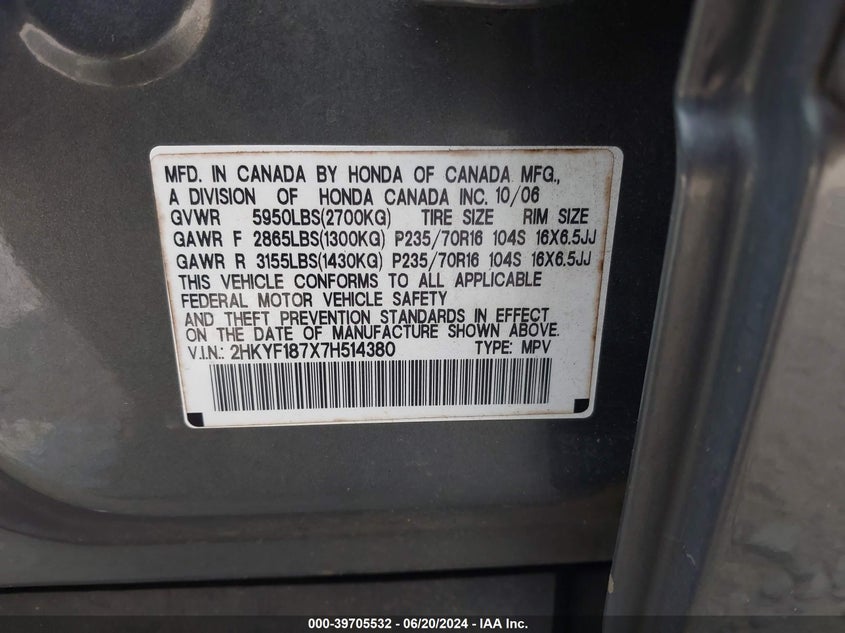 MFD. IN CANADA BY HONDA OF CANADA MFG.,
A DIVISION OF HONDA CANADA INC. 10/06
GVWR 5950LBS(2700KG) TIRE SIZE RIM SIZE
GAWR F 2865LBS(1300KG) P235/70R16 104S 16X6.5JJ
GAWR R 3155LBS(1430KG) P235/70R16 104S 16X6.5JJ
THIS VEHICLE CONFORMS TO ALL APPLICABLE
FEDERAL MOTOR VEHICLE SAFETY
AND THEFT PREVENTION STANDARDS IN EFFECT
ON THE DATE OF MANUFACTURE SHOWN ABOVE.
V.I.N.: 2HKYF187X7H514380 TYPE: MPV
000-39705532 - 06/20/2024 - IAA Inc.